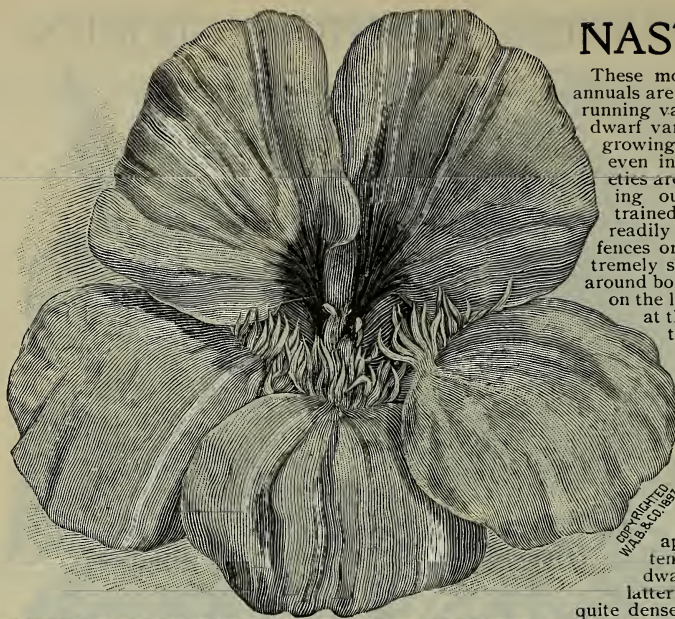 NAST
These mo
annuals are
running va
dwarf var
growing
even in
eties are
ing ou
trained
readily
fences or
tremely s
around bo
on the l
at th
t
COPYRIGHTED
W.A.B.&CO. 1897
ap
ten
dwa
latter
quite dense